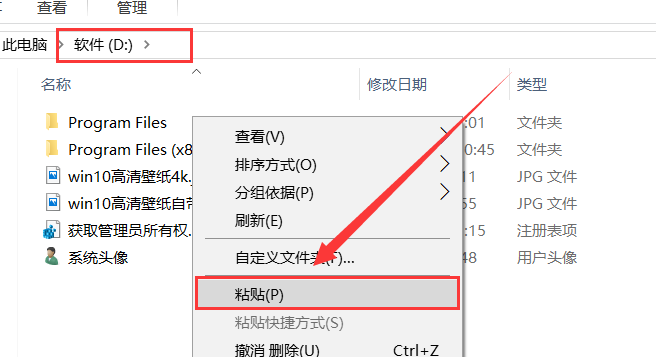 查看
此电脑 软件 (D:)
名称 修改日期 类型
Program Files :01 文件夹
Program Files (x8 0:45 文件夹
win10高清壁纸4k. 11 JPG 文件
win10高清壁纸自带 55 JPG 文件
获取管理员所有权. :15 注册表项
系统头像 48 用户头像
查看(V)
排序方式(O)
分组依据(P)
刷新(E)
自定义文件夹(F)...
粘贴(P)
粘贴快捷方式(S)
撤消 删除(U) Ctrl+Z